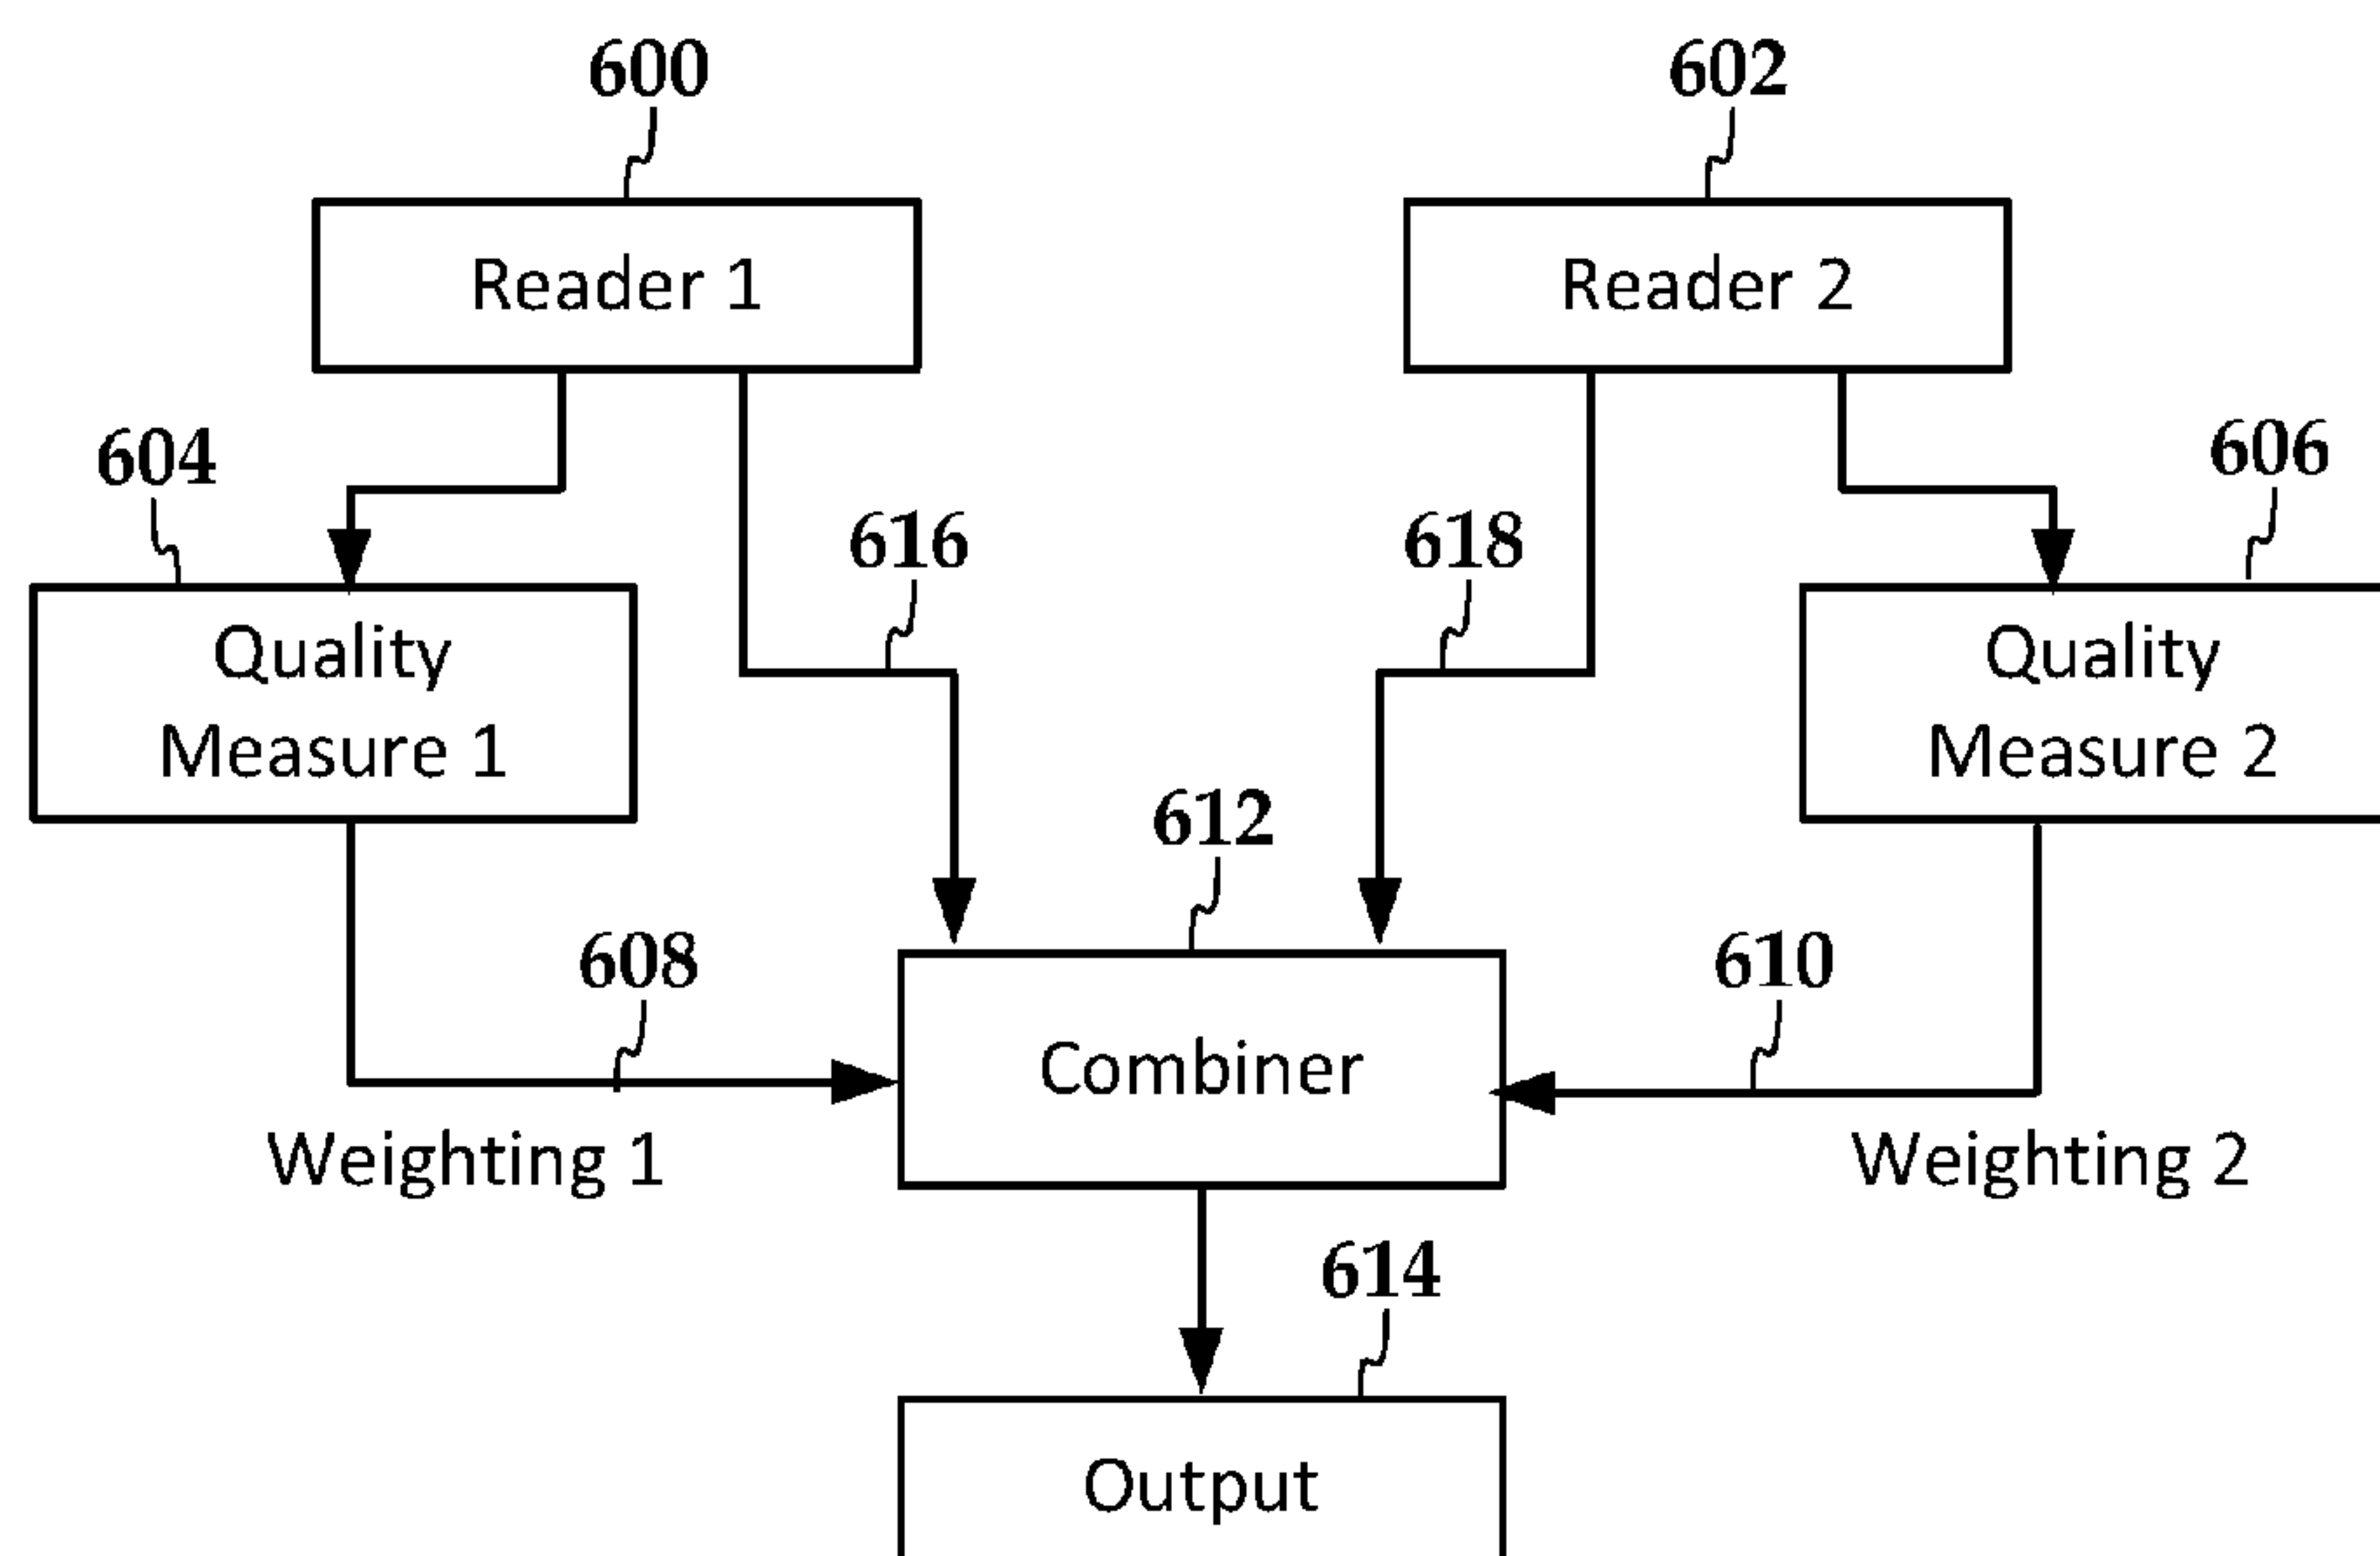 600
602
Reader 1
Reader 2
604
606
616
618
Quality
Measure 1
Quality
Measure 2
612
608
610
Combiner
Weighting 1
Weighting 2
614
Output